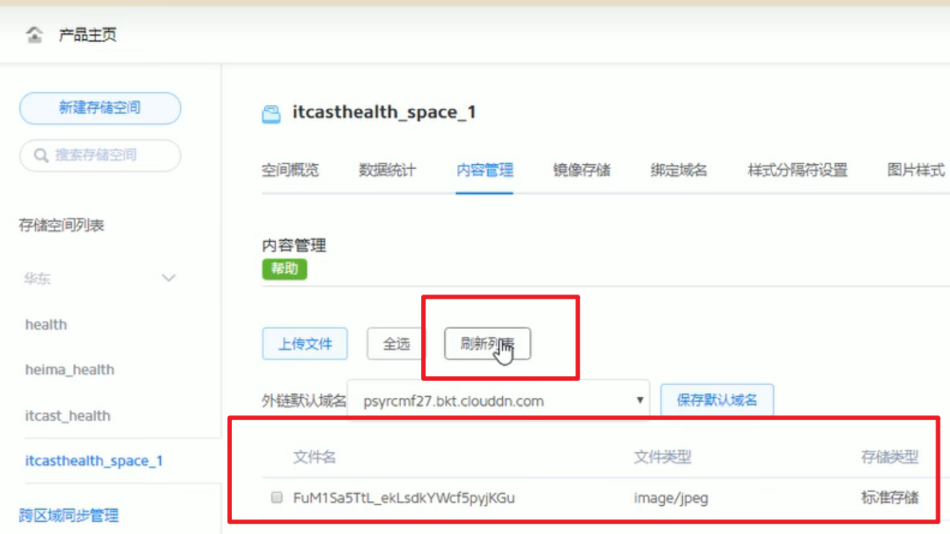 产品主页
新建存储空间
搜索存储空间
存储空间列表
华东
health
heima_health
itcast_health
itcasthealth_space_1
跨区域同步管理
itcasthealth_space_1
空间概览 数据统计 内容管理 镜像存储 绑定域名 样式分隔符设置 图片样式
内容管理
帮助
上传文件 全选 刷新列表
外链默认域名 psyrcmf27.bkt.clouddn.com 保存默认域名
文件名 文件类型 存储类型
FuM1Sa5TtL_ekLsdkYWcf5pyjKGu image/jpeg 标准存储